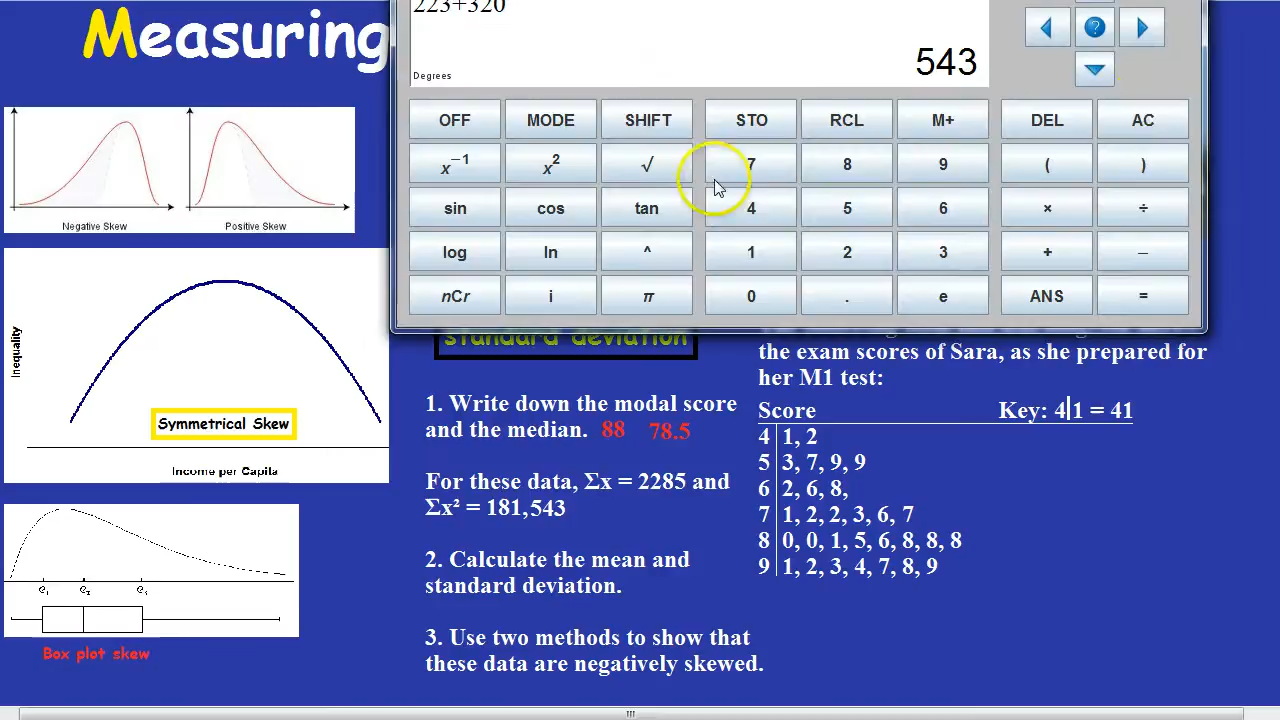 Measuring
223+320
543
Degrees
OFF MODE SHIFT STO RCL M+ DEL AC
x⁻¹ x² √ 7 8 9 ( )
sin cos tan 4 5 6 × ÷
log ln ^ 1 2 3 + −
nCr i π 0 . e ANS =
Negative Skew Positive Skew
Inequality
Symmetrical Skew
Income per Capita
e₁ e₂ e₃
Box plot skew
standard deviation
1. Write down the modal score
and the median. 88 78.5
For these data, Σx = 2285 and
Σx² = 181,543
2. Calculate the mean and
standard deviation.
3. Use two methods to show that
these data are negatively skewed.
the exam scores of Sara, as she prepared for
her M1 test:
Score Key: 4|1 = 41
4 | 1, 2
5 | 3, 7, 9, 9
6 | 2, 6, 8,
7 | 1, 2, 2, 3, 6, 7
8 | 0, 0, 1, 5, 6, 8, 8, 8
9 | 1, 2, 3, 4, 7, 8, 9